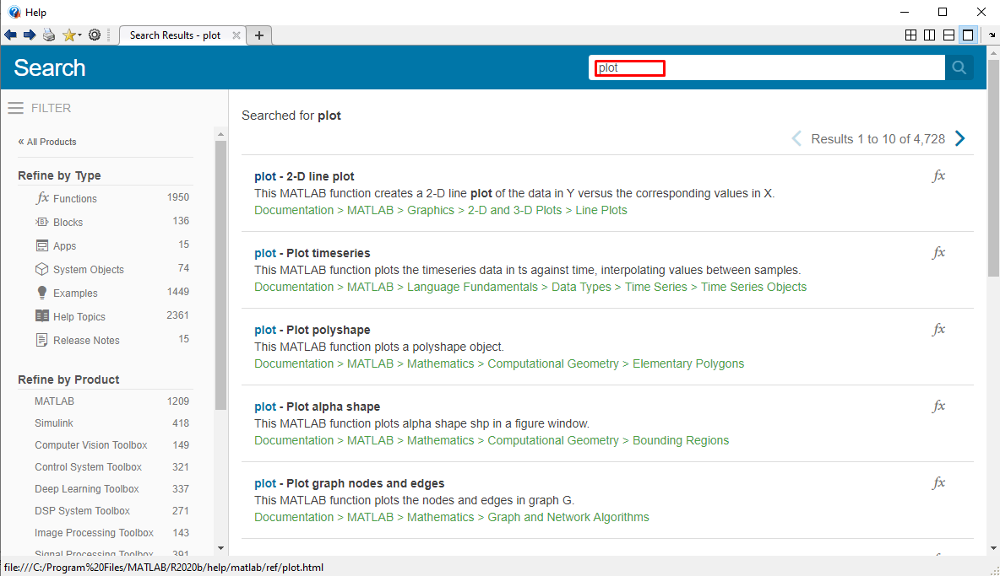 Help
Search Results - plot
Search
plot
FILTER
Searched for plot
« All Products
Results 1 to 10 of 4,728
Refine by Type
fx Functions 1950
Blocks 136
Apps 15
System Objects 74
Examples 1449
Help Topics 2361
Release Notes 15
Refine by Product
MATLAB 1209
Simulink 418
Computer Vision Toolbox 149
Control System Toolbox 321
Deep Learning Toolbox 337
DSP System Toolbox 271
Image Processing Toolbox 143
Signal Processing Toolbox 391
plot - 2-D line plot fx
This MATLAB function creates a 2-D line plot of the data in Y versus the corresponding values in X.
Documentation > MATLAB > Graphics > 2-D and 3-D Plots > Line Plots
plot - Plot timeseries fx
This MATLAB function plots the timeseries data in ts against time, interpolating values between samples.
Documentation > MATLAB > Language Fundamentals > Data Types > Time Series > Time Series Objects
plot - Plot polyshape fx
This MATLAB function plots a polyshape object.
Documentation > MATLAB > Mathematics > Computational Geometry > Elementary Polygons
plot - Plot alpha shape fx
This MATLAB function plots alpha shape shp in a figure window.
Documentation > MATLAB > Mathematics > Computational Geometry > Bounding Regions
plot - Plot graph nodes and edges fx
This MATLAB function plots the nodes and edges in graph G.
Documentation > MATLAB > Mathematics > Graph and Network Algorithms
file:///C:/Program%20Files/MATLAB/R2020b/help/matlab/ref/plot.html